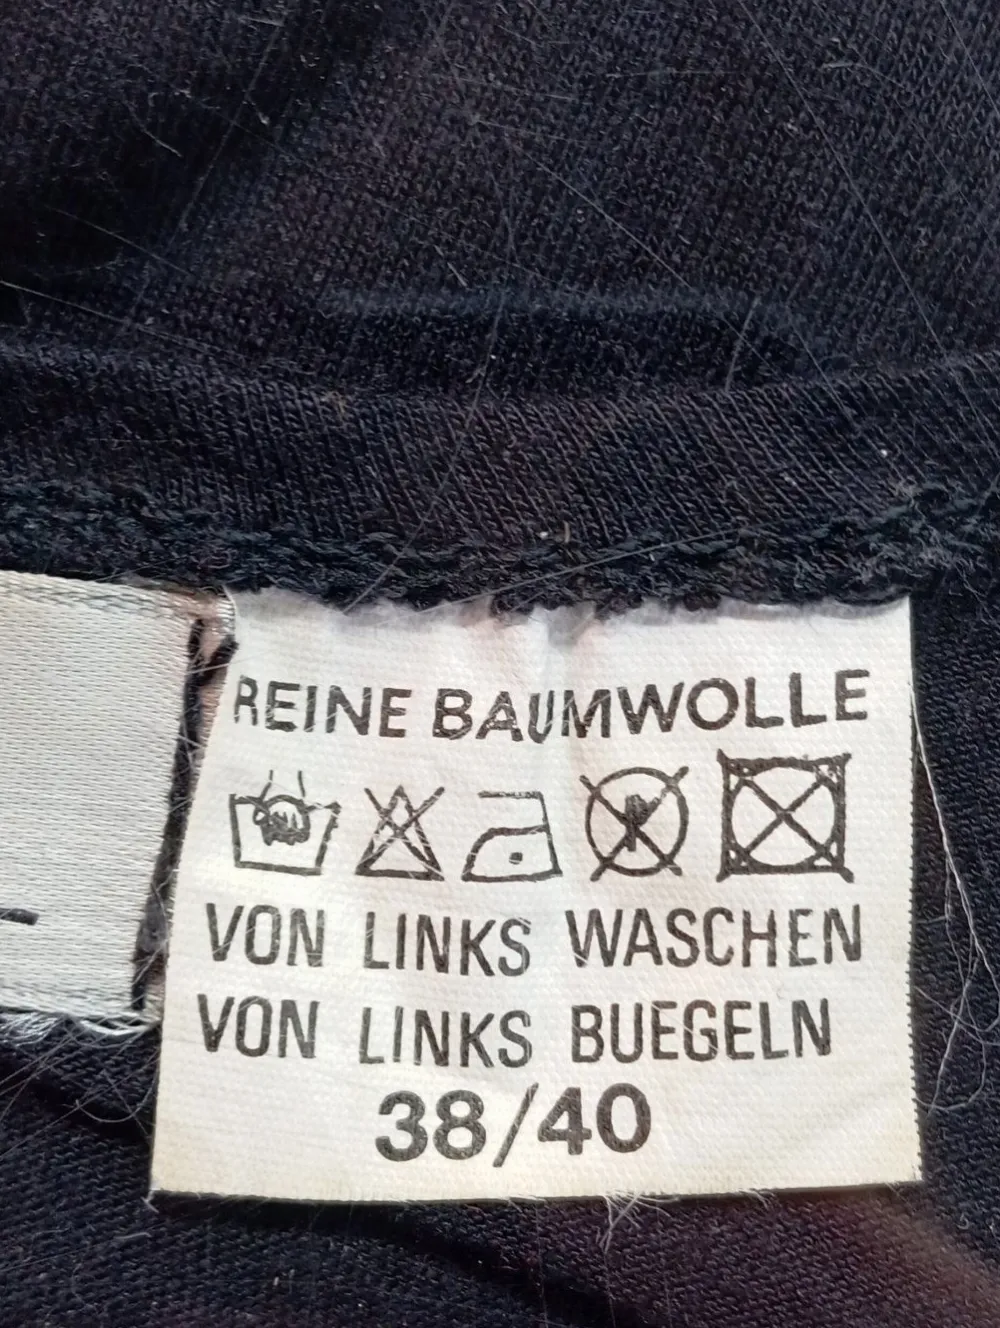 REINE BAUMWOLLE
VON LINKS WASCHEN
VON LINKS BUEGELN
38/40